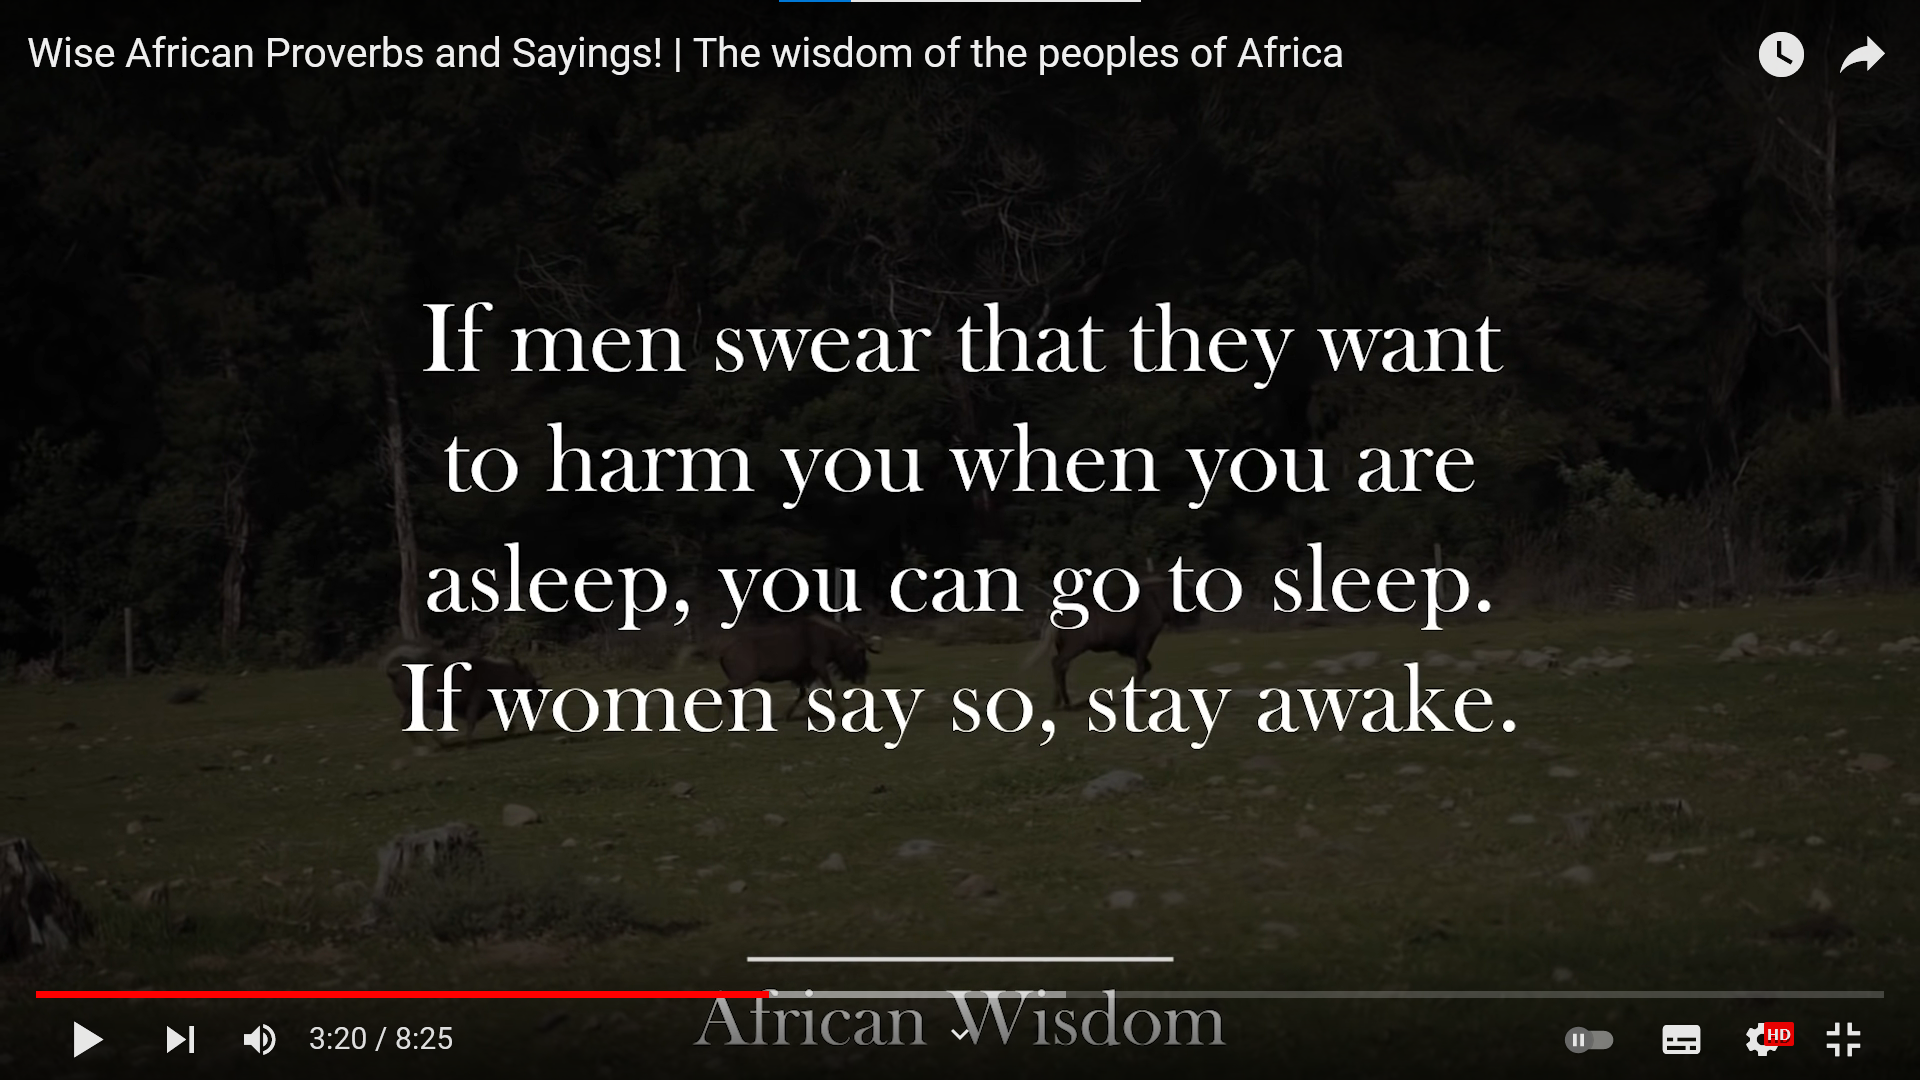 Wise African Proverbs and Sayings! | The wisdom of the peoples of Africa
If men swear that they want
to harm you when you are
asleep, you can go to sleep.
If women say so, stay awake.
African Wisdom
3:20 / 8:25
HD